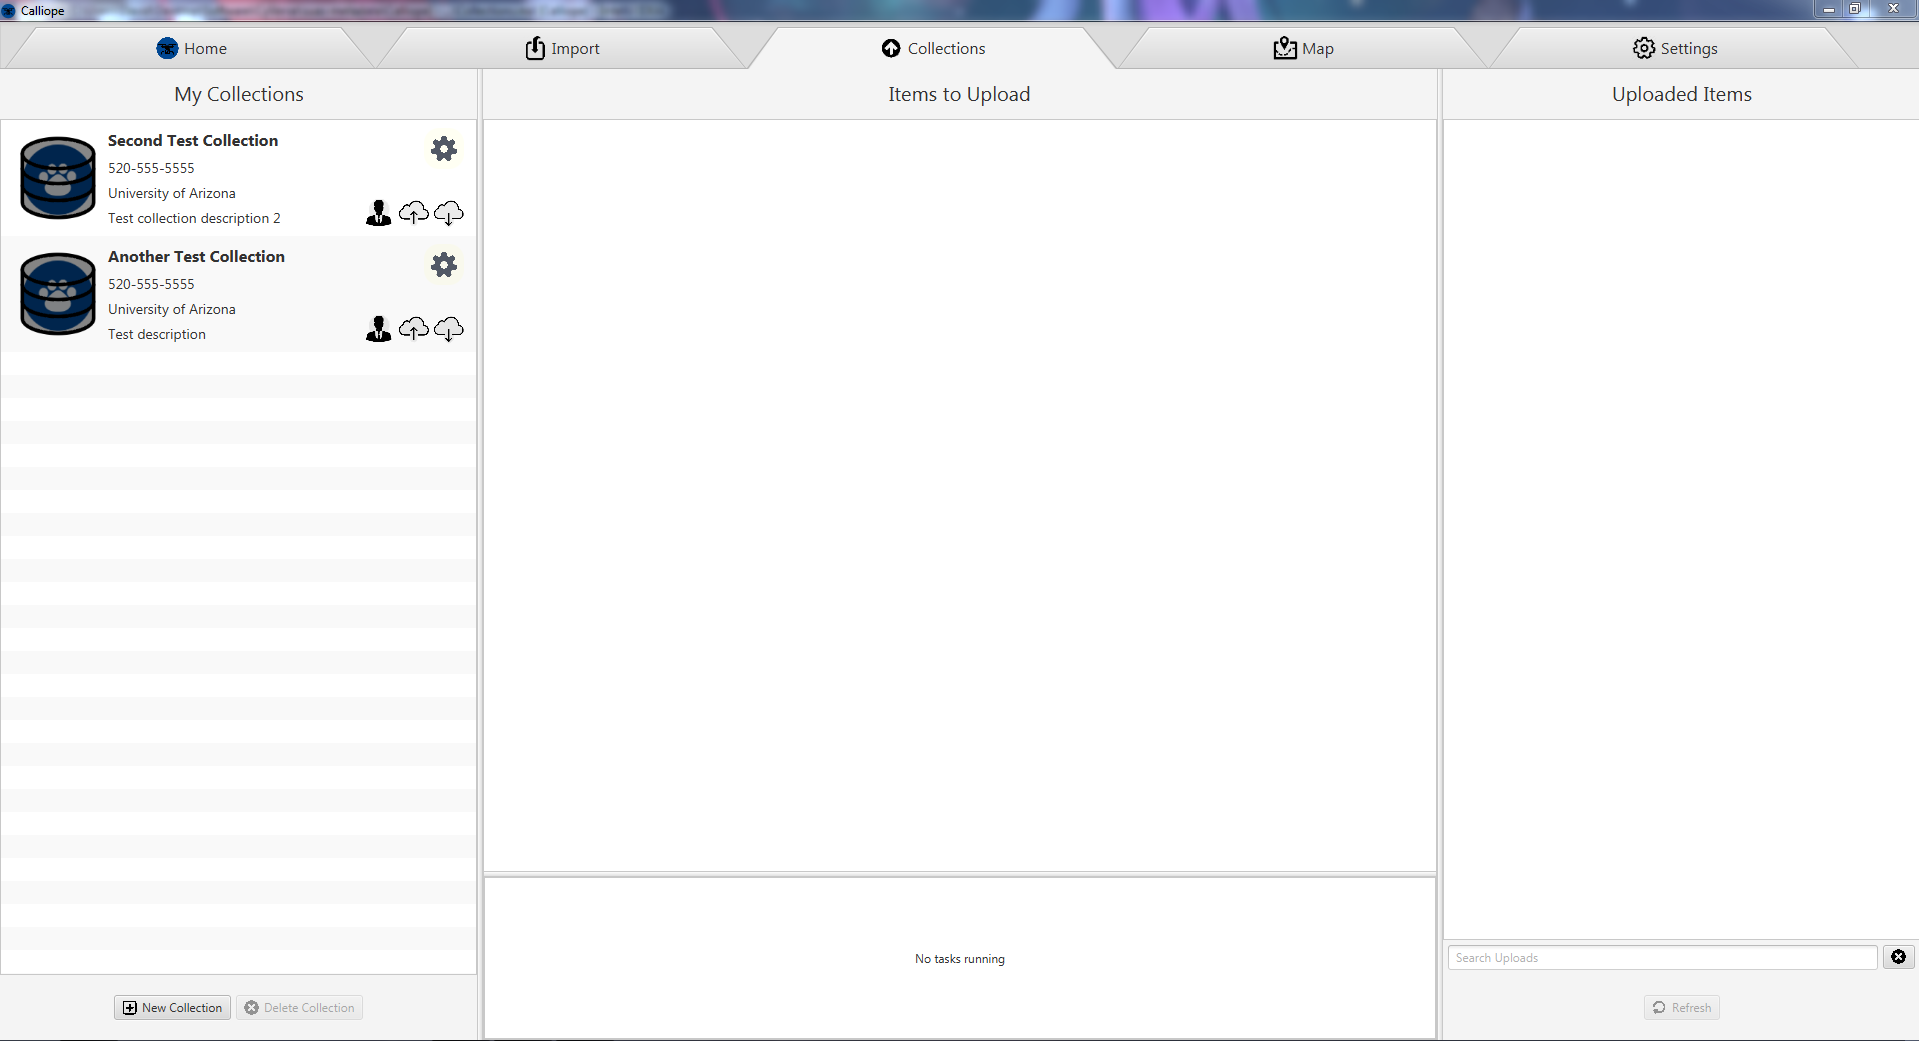 Calliope
Home
Import
Collections
Map
Settings
My Collections
Items to Upload
Uploaded Items
Second Test Collection
520-555-5555
University of Arizona
Test collection description 2
Another Test Collection
520-555-5555
University of Arizona
Test description
No tasks running
Search Uploads
New Collection
Delete Collection
Refresh